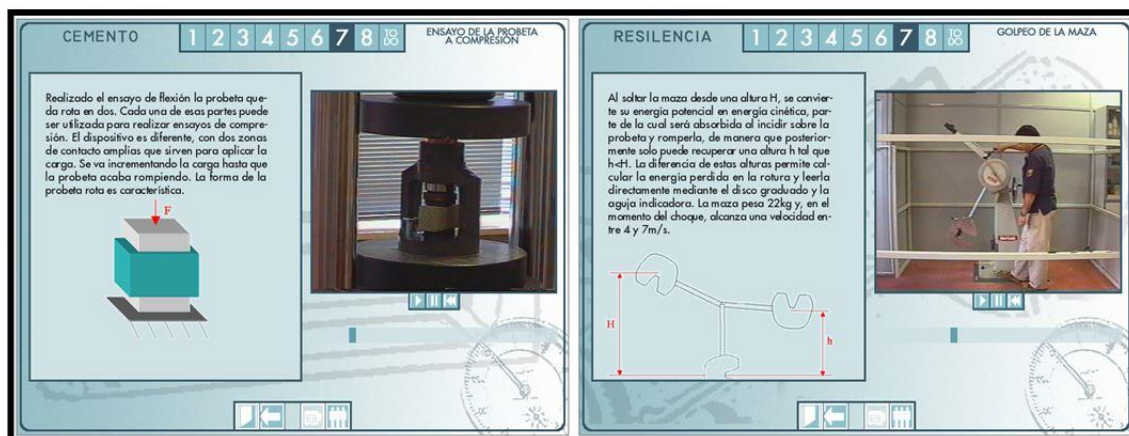 CEMENTO
1 2 3 4 5 6 7 8 TO DO
ENSAYO DE LA PROBETA
A COMPRESIÓN
Realizado el ensayo de flexión la probeta que-
da rota en dos. Cada una de esas partes puede
ser utilizada para realizar ensayos de compre-
sión. El dispositivo es diferente, con dos zonas
de contacto amplias que sirven para aplicar la
carga. Se va incrementando la carga hasta que
la probeta acaba rompiendo. La forma de la
probeta rota es característica.
F
RESILENCIA
1 2 3 4 5 6 7 8 TO DO
GOLPEO DE LA MAZA
Al soltar la maza desde una altura H, se convier-
te su energía potencial en energía cinética, par-
te de la cual será absorbida al incidir sobre la
probeta y romperla, de manera que posterior-
mente solo puede recuperar una altura h tal que
h<H. La diferencia de estas alturas permite cal-
cular la energía perdida en la rotura y leerla
directamente mediante el disco graduado y la
aguja indicadora. La maza pesa 22kg y, en el
momento del choque, alcanza una velocidad en-
tre 4 y 7m/s.
H
h